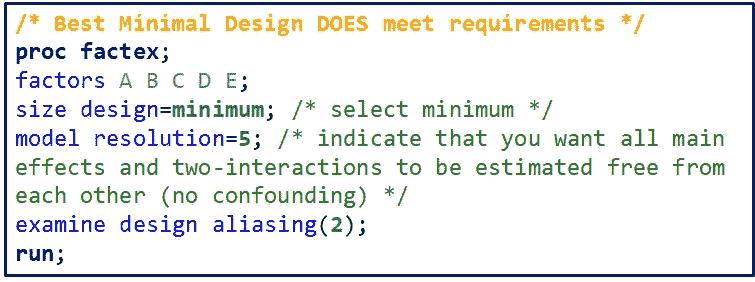 /* Best Minimal Design DOES meet requirements */
proc factex;
factors A B C D E;
size design=minimum; /* select minimum */
model resolution=5; /* indicate that you want all main
effects and two-interactions to be estimated free from
each other (no confounding) */
examine design aliasing(2);
run;